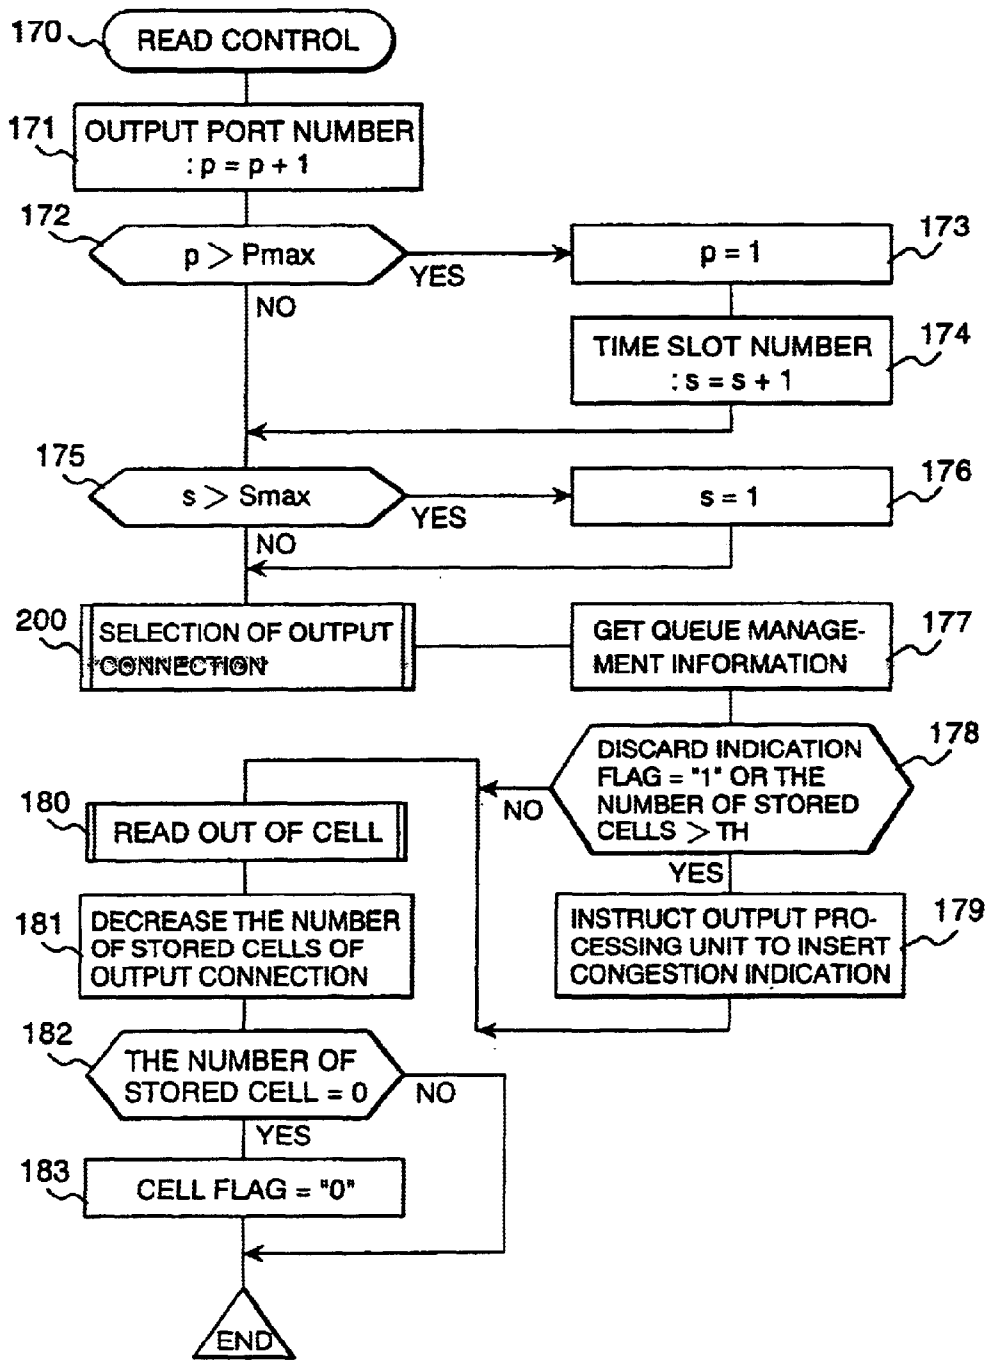 170
READ CONTROL
171
OUTPUT PORT NUMBER
: p = p + 1
172
p > Pmax
YES
NO
173
p = 1
174
TIME SLOT NUMBER
: s = s + 1
175
s > Smax
YES
NO
176
s = 1
200
SELECTION OF OUTPUT
CONNECTION
177
GET QUEUE MANAGE-
MENT INFORMATION
178
DISCARD INDICATION
FLAG = "1" OR THE
NUMBER OF STORED
CELLS > TH
NO
YES
179
INSTRUCT OUTPUT PRO-
CESSING UNIT TO INSERT
CONGESTION INDICATION
180
READ OUT OF CELL
181
DECREASE THE NUMBER
OF STORED CELLS OF
OUTPUT CONNECTION
182
THE NUMBER OF
STORED CELL = 0
NO
YES
183
CELL FLAG = "0"
END